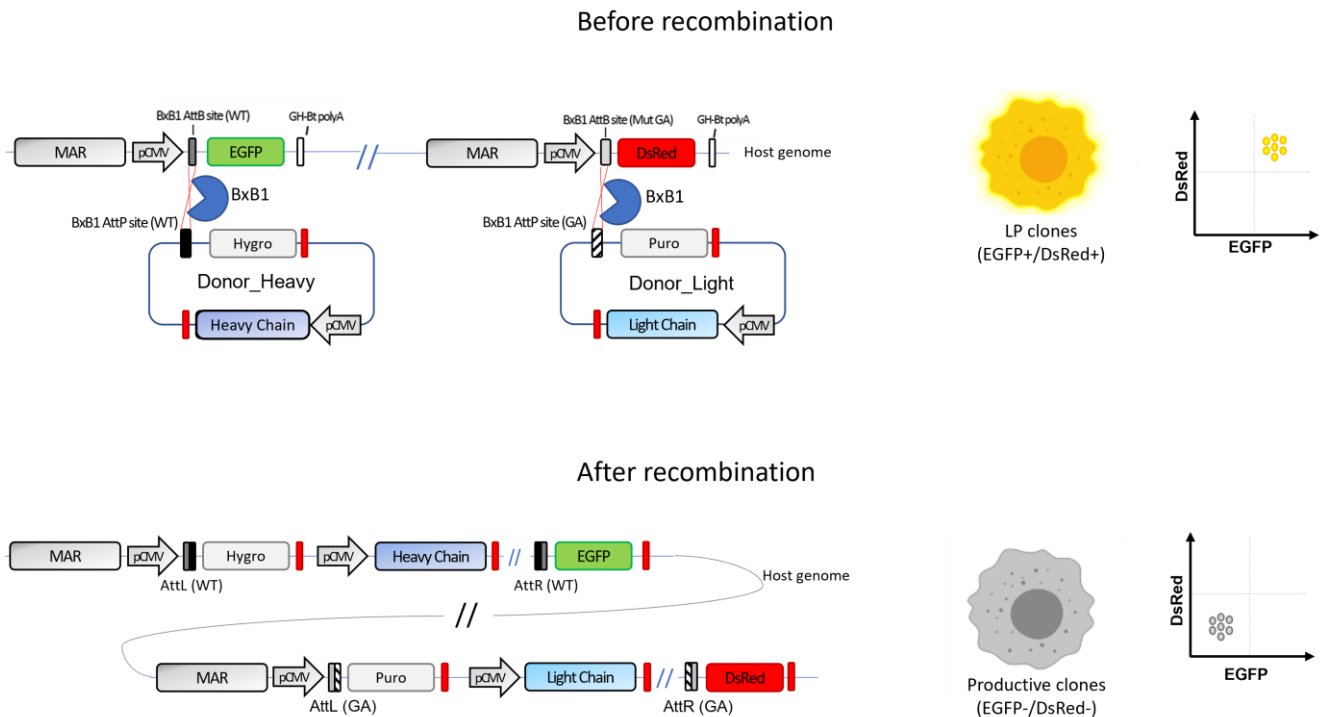 Before recombination
BxB1 AttB site (WT)
GH-Bt polyA
BxB1 AttB site (Mut GA)
GH-Bt polyA
MAR
pCMV
EGFP
//
MAR
pCMV
DsRed
Host genome
BxB1
BxB1
BxB1 AttP site (WT)
BxB1 AttP site (GA)
Hygro
Puro
Donor_Heavy
Donor_Light
Heavy Chain
pCMV
Light Chain
pCMV
LP clones
(EGFP+/DsRed+)
DsRed
EGFP
After recombination
MAR
pCMV
Hygro
pCMV
Heavy Chain
//
EGFP
AttL (WT)
AttR (WT)
Host genome
//
MAR
pCMV
Puro
pCMV
Light Chain
//
DsRed
AttL (GA)
AttR (GA)
Productive clones
(EGFP-/DsRed-)
DsRed
EGFP